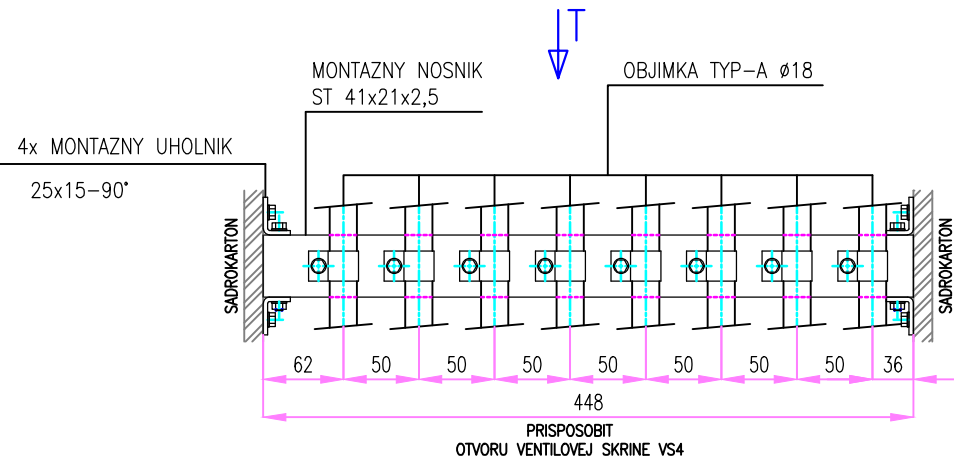 T
MONTAZNY NOSNIK
ST 41x21x2,5
OBJIMKA TYP-A ø18
4x MONTAZNY UHOLNIK
25x15-90°
SADROKARTON
SADROKARTON
62 50 50 50 50 50 50 50 36
448
PRISPOSOBIT
OTVORU VENTILOVEJ SKRINE VS4